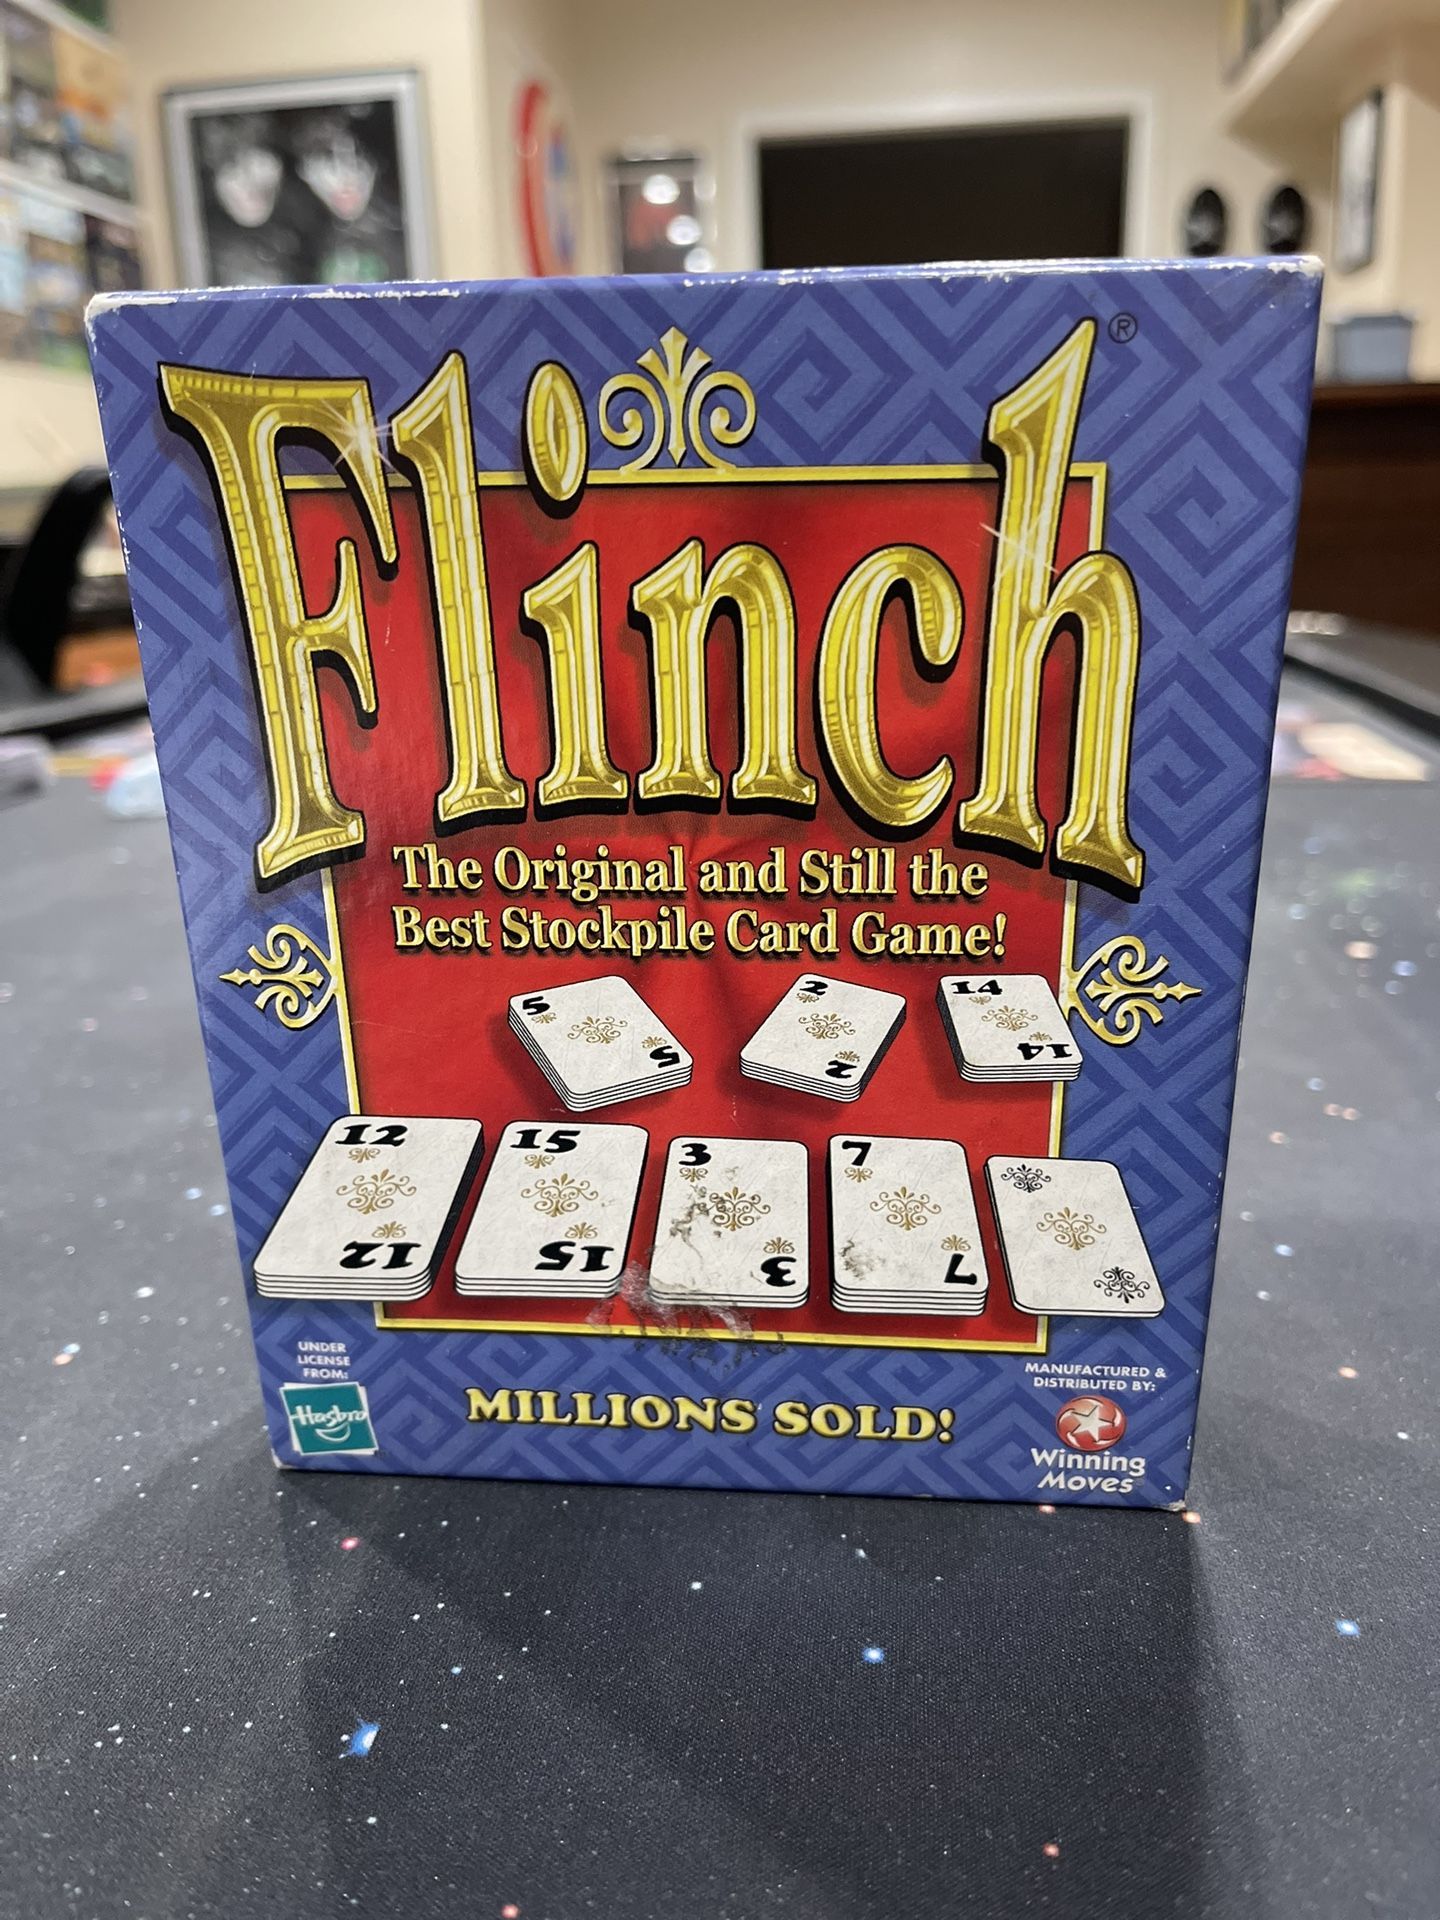 Flinch®
The Original and Still the
Best Stockpile Card Game!
5
5
2
2
14
14
12
12
15
15
3
3
7
7
UNDER
LICENSE
FROM:
Hasbro
MILLIONS SOLD!
MANUFACTURED &
DISTRIBUTED BY:
Winning
Moves